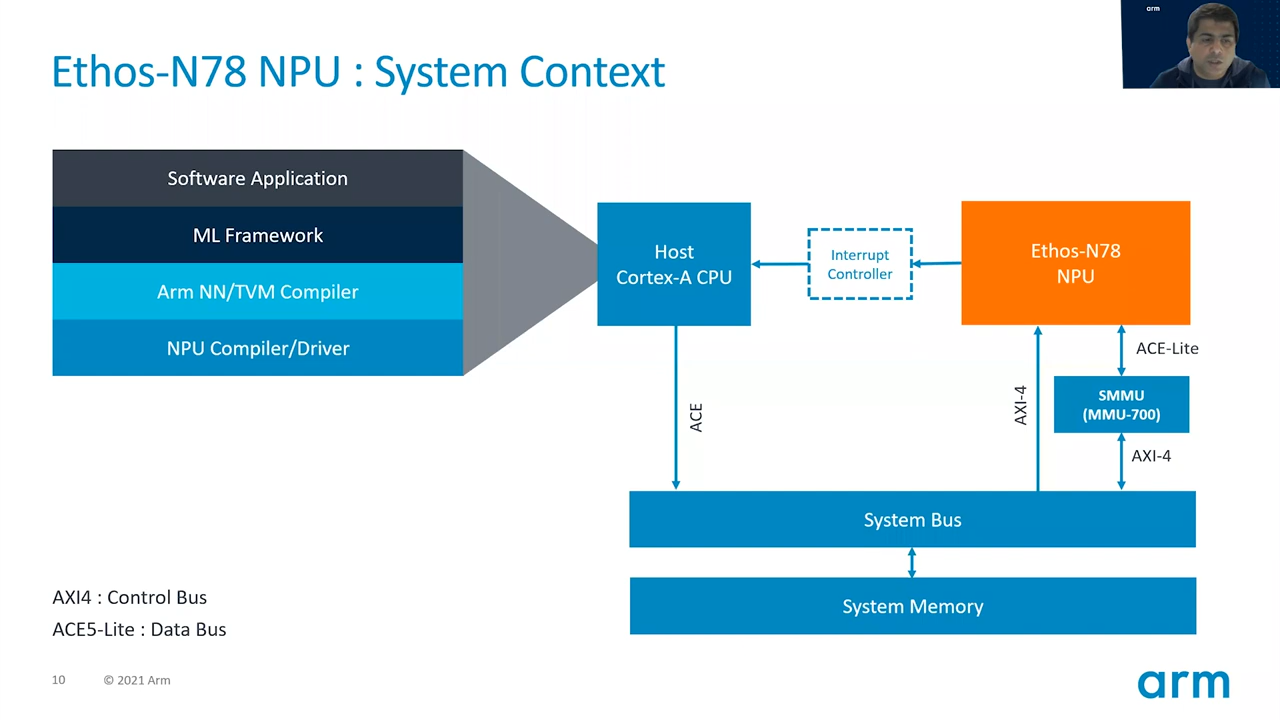 arm
Ethos-N78 NPU : System Context
Software Application
ML Framework
Arm NN/TVM Compiler
NPU Compiler/Driver
Host
Cortex-A CPU
Interrupt
Controller
Ethos-N78
NPU
ACE-Lite
SMMU
(MMU-700)
AXI-4
ACE
AXI-4
System Bus
System Memory
AXI4 : Control Bus
ACE5-Lite : Data Bus
10
© 2021 Arm
arm